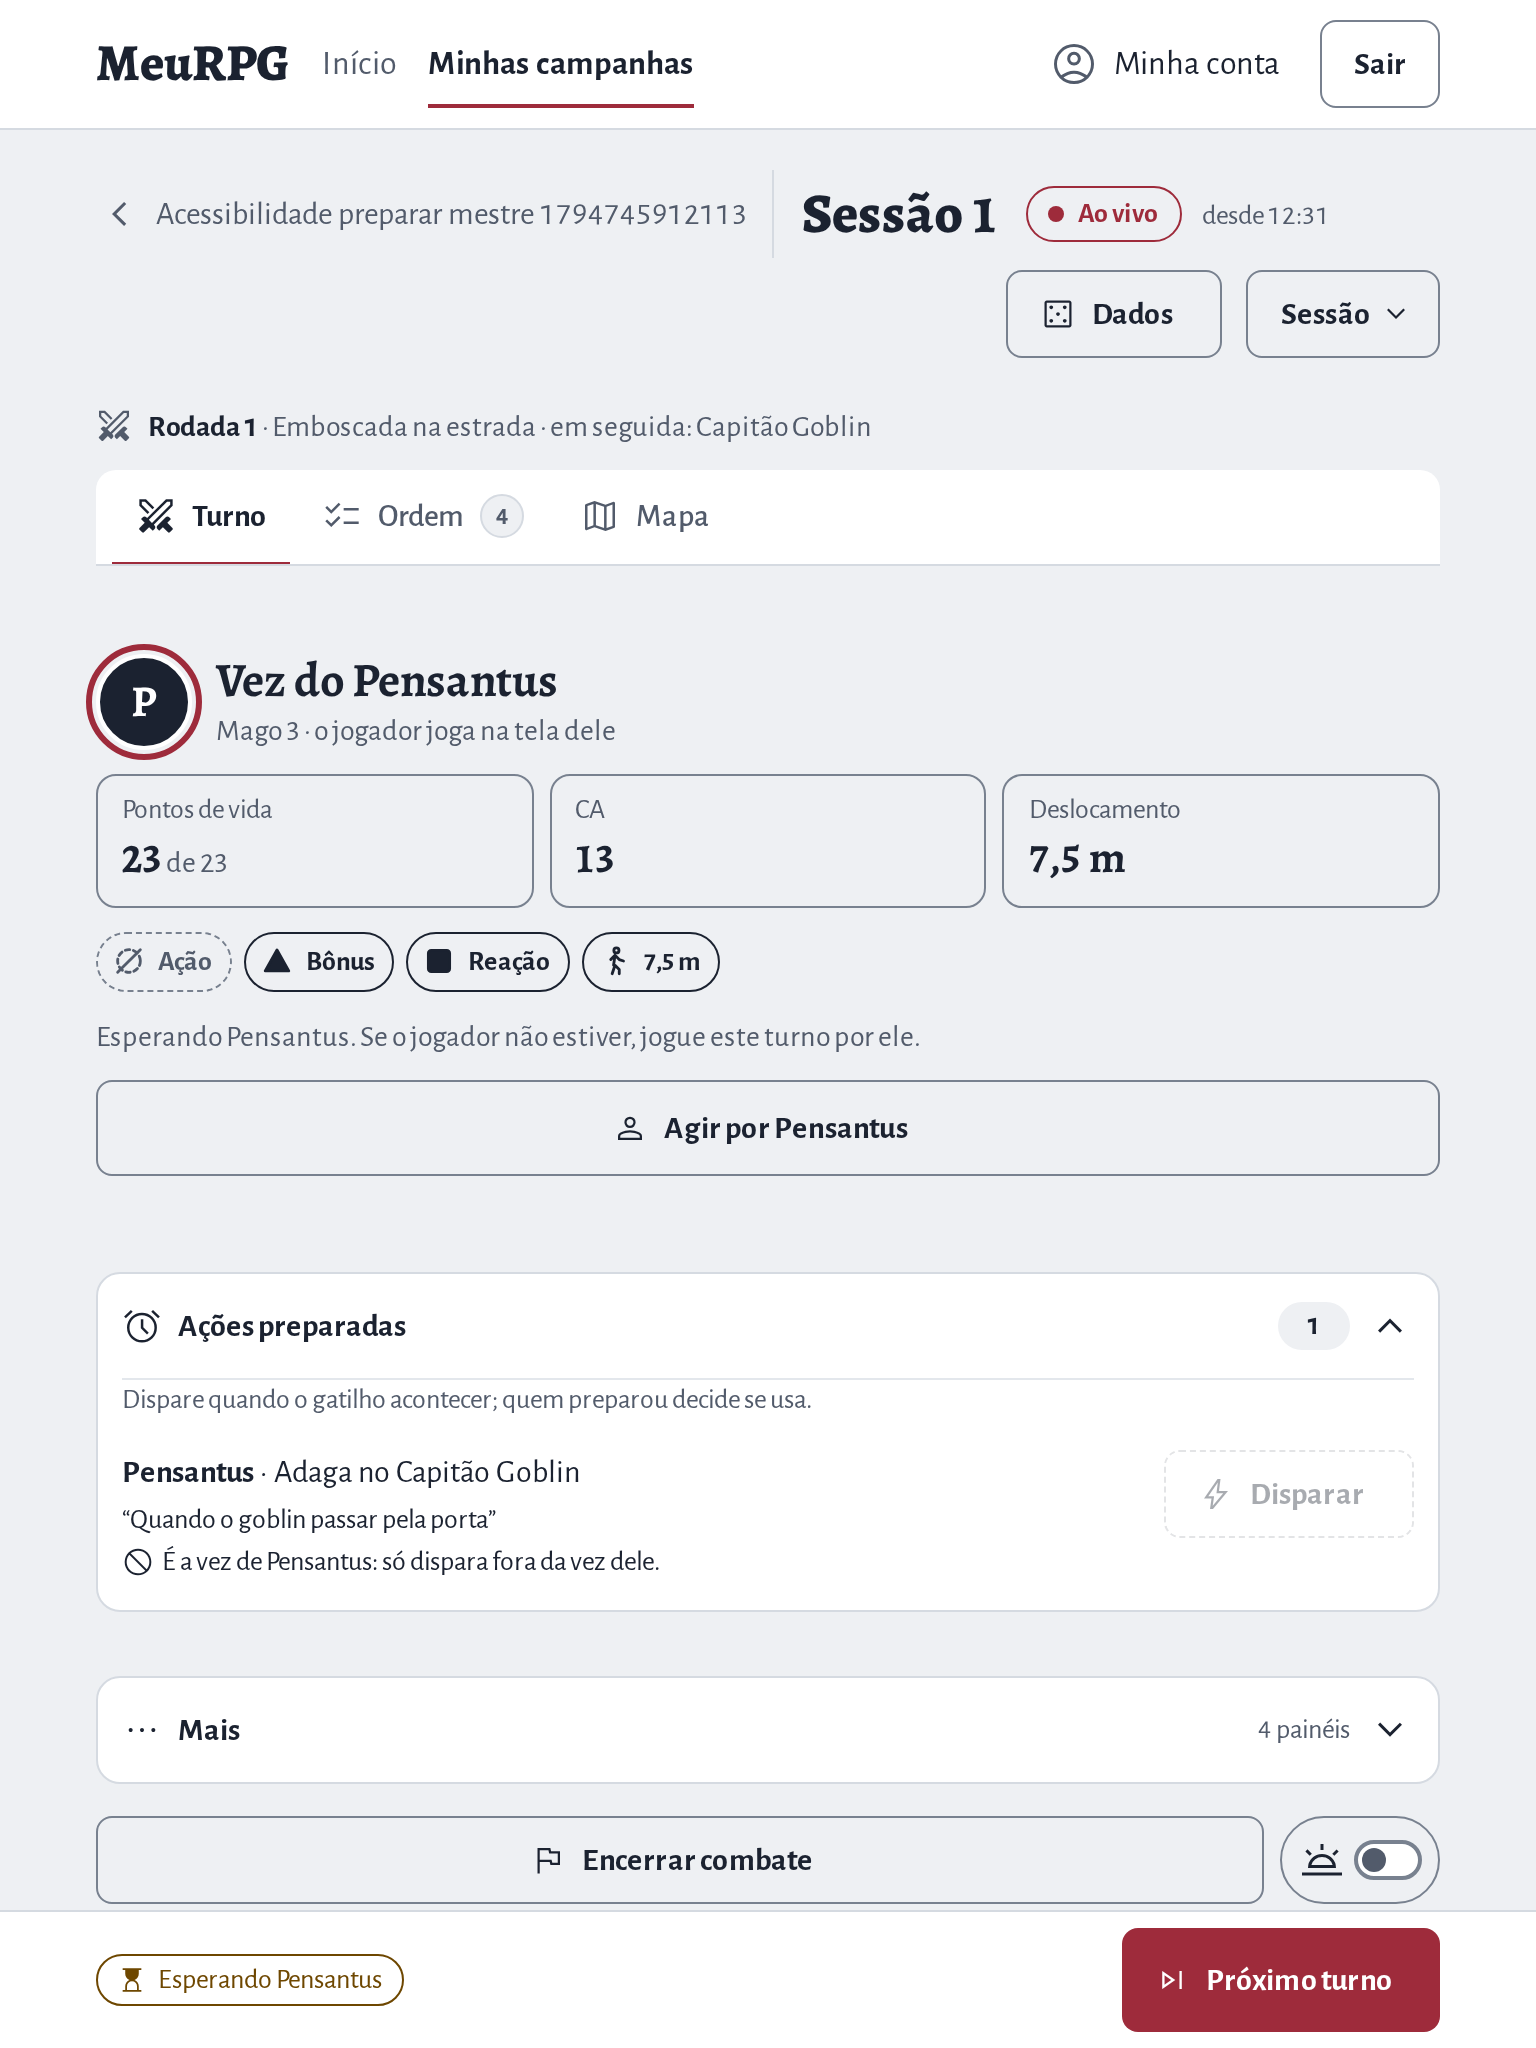 MeuRPG Início Minhas campanhas Minha conta Sair
Acessibilidade preparar mestre 1794745912113 Sessão 1 Ao vivo desde 12:31
Dados Sessão
Rodada 1 · Emboscada na estrada · em seguida: Capitão Goblin
Turno Ordem 4 Mapa
P
Vez do Pensantus
Mago 3 · o jogador joga na tela dele
Pontos de vida
23 de 23
CA
13
Deslocamento
7,5 m
Ação Bônus Reação 7,5 m
Esperando Pensantus. Se o jogador não estiver, jogue este turno por ele.
Agir por Pensantus
Ações preparadas 1
Dispare quando o gatilho acontecer; quem preparou decide se usa.
Pensantus · Adaga no Capitão Goblin
“Quando o goblin passar pela porta”
É a vez de Pensantus: só dispara fora da vez dele.
Disparar
Mais 4 painéis
Encerrar combate
Esperando Pensantus Próximo turno